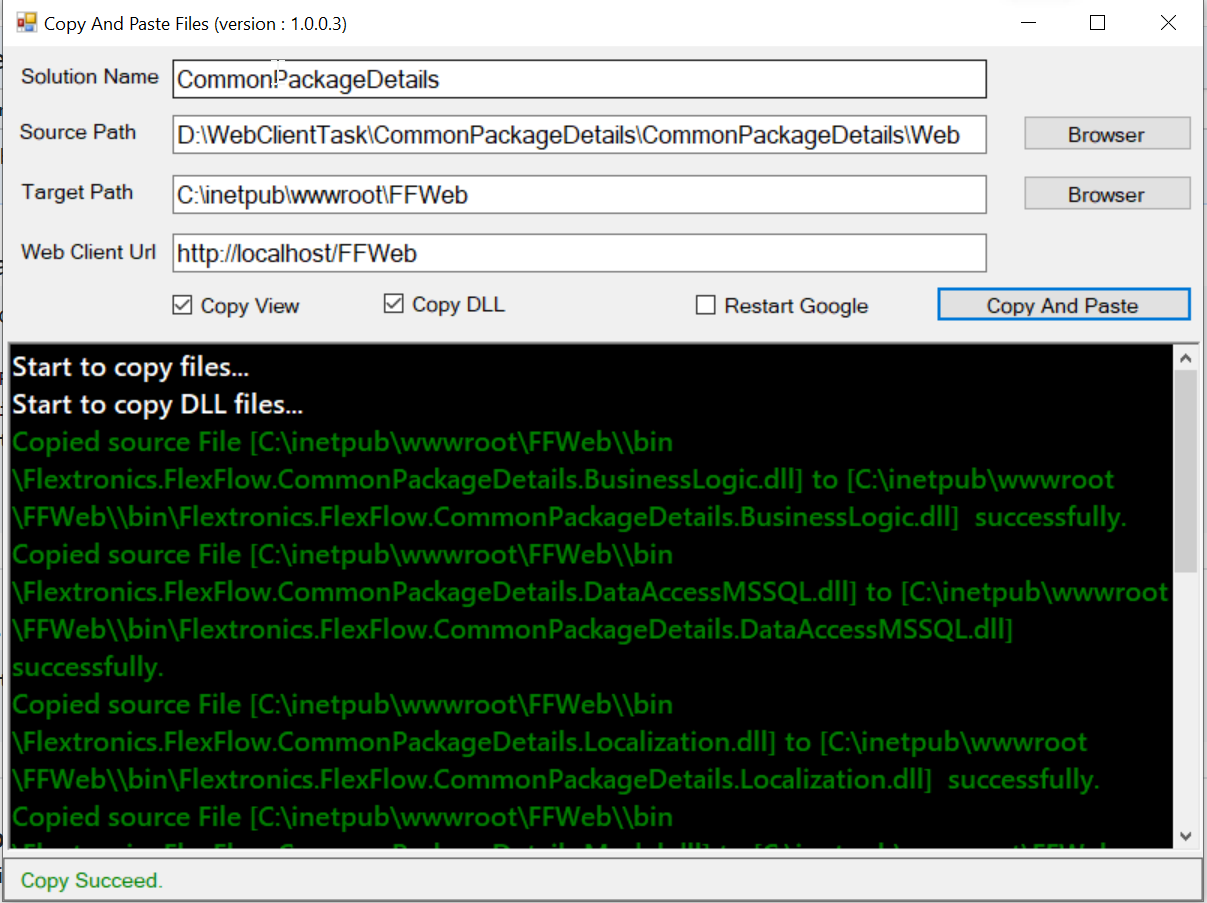 Copy And Paste Files (version : 1.0.0.3)
Solution Name CommonPackageDetails
Source Path D:\WebClientTask\CommonPackageDetails\CommonPackageDetails\Web Browser
Target Path C:\inetpub\wwwroot\FFWeb Browser
Web Client Url http://localhost/FFWeb
Copy View Copy DLL Restart Google Copy And Paste
Start to copy files...
Start to copy DLL files...
Copied source File [C:\inetpub\wwwroot\FFWeb\\bin
\Flextronics.FlexFlow.CommonPackageDetails.BusinessLogic.dll] to [C:\inetpub\wwwroot
\FFWeb\\bin\Flextronics.FlexFlow.CommonPackageDetails.BusinessLogic.dll]  successfully.
Copied source File [C:\inetpub\wwwroot\FFWeb\\bin
\Flextronics.FlexFlow.CommonPackageDetails.DataAccessMSSQL.dll] to [C:\inetpub\wwwroot
\FFWeb\\bin\Flextronics.FlexFlow.CommonPackageDetails.DataAccessMSSQL.dll]
successfully.
Copied source File [C:\inetpub\wwwroot\FFWeb\\bin
\Flextronics.FlexFlow.CommonPackageDetails.Localization.dll] to [C:\inetpub\wwwroot
\FFWeb\\bin\Flextronics.FlexFlow.CommonPackageDetails.Localization.dll]  successfully.
Copied source File [C:\inetpub\wwwroot\FFWeb\\bin
Copy Succeed.